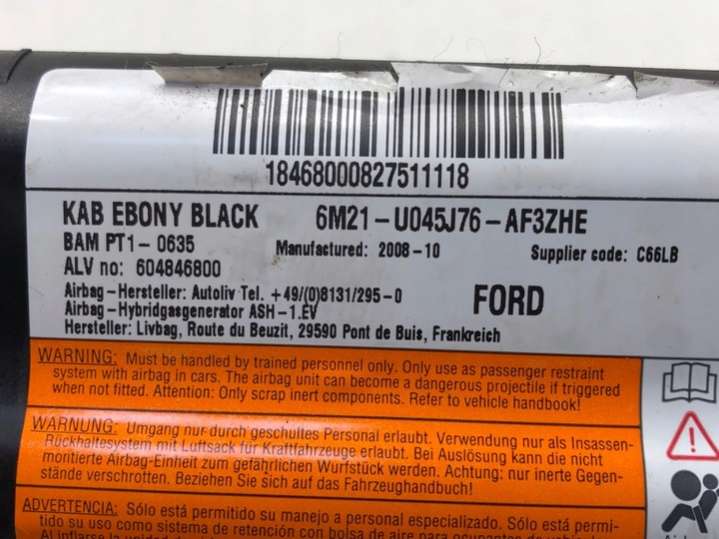 18468000827511118
KAB EBONY BLACK 6M21-U045J76-AF3ZHE
BAM PT1- 0635 Manufactured: 2008-10 Supplier code: C66LB
ALV no: 604846800
Airbag-Hersteller: Autoliv Tel. +49/(0)8131/295-0 FORD
Airbag-Hybridgasgenerator ASH-1.EV
Hersteller: Livbag, Route du Beuzit, 29590 Pont de Buis, Frankreich
WARNING: Must be handled by trained personnel only. Only use as passenger restraint
system with airbag in cars. The airbag unit can become a dangerous projectile if triggered
when not fitted. Attention: Only scrap inert components. Refer to vehicle handbook!
WARNUNG: Umgang nur durch geschultes Personal erlaubt. Verwendung nur als Insassen-
Rückhaltesystem mit Luftsack für Kraftfahrzeuge erlaubt. Bei Auslösung kann die nicht
montierte Airbag-Einheit zum gefährlichen Wurfstück werden. Achtung: nur inerte Gegen-
stände verschrotten. Beziehen Sie sich auf das Fahrzeughandbuch!
ADVERTENCIA: Sólo está permitido su manejo a personal especializado. Sólo está permi-
tido su uso como sistema de retención con bolsa de aire para ocupantes de
Al inflarse la